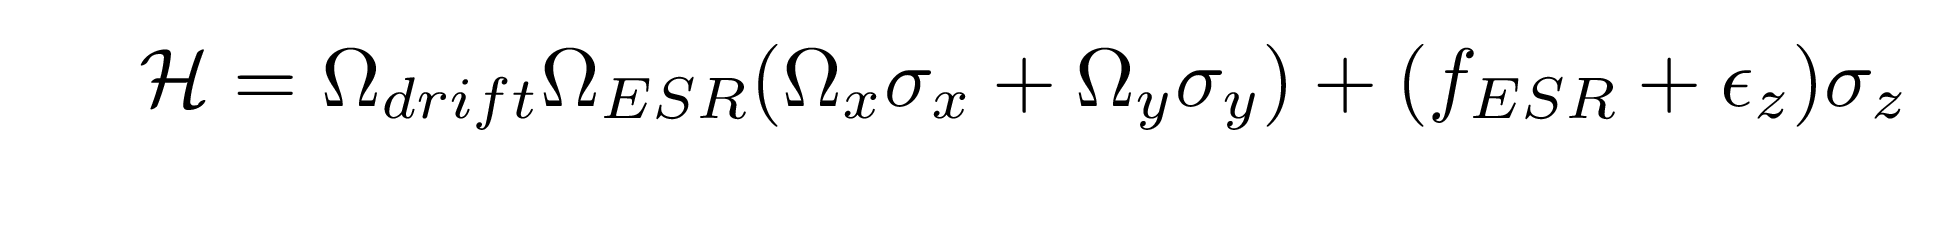 ℋ = Ω_{drift}Ω_{ESR}(Ω_xσ_x + Ω_yσ_y) + (f_{ESR} + ϵ_z)σ_z